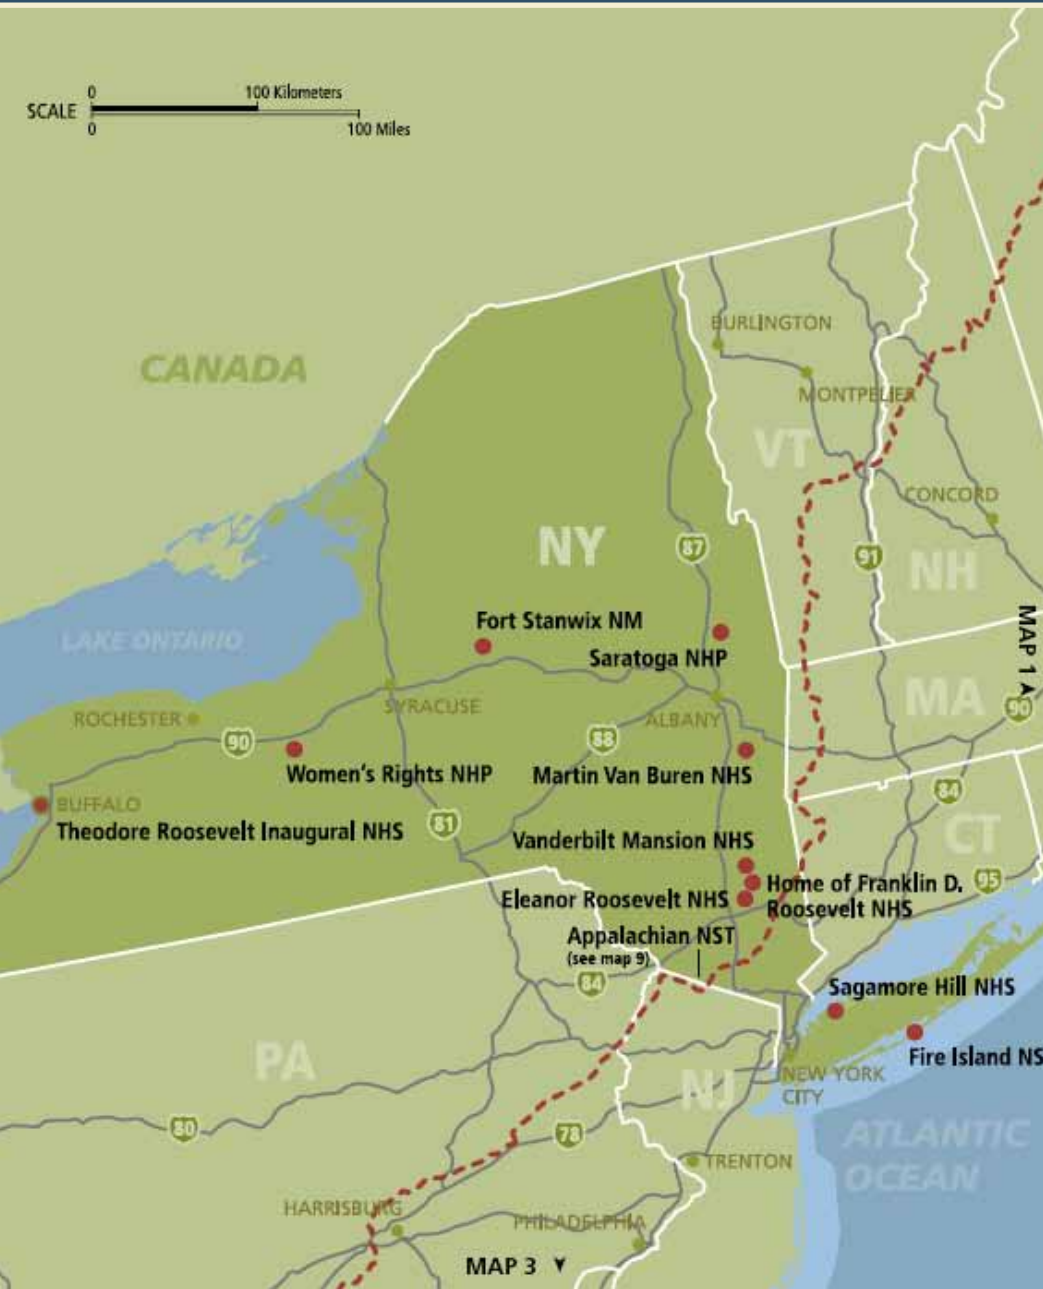 0 100 Kilometers
SCALE
0 100 Miles
BURLINGTON
CANADA
MONTPELIER
VT
CONCORD
NY
87
91
NH
MAP 1
Fort Stanwix NM
LAKE ONTARIO
Saratoga NHP
MA
90
SYRACUSE
ROCHESTER
ALBANY
90
88
Women's Rights NHP
Martin Van Buren NHS
84
BUFFALO
Theodore Roosevelt Inaugural NHS
81
CT
Vanderbilt Mansion NHS
95
Home of Franklin D.
Roosevelt NHS
Eleanor Roosevelt NHS
Appalachian NST
(see map 9)
84
Sagamore Hill NHS
PA
Fire Island NS
NJ
NEW YORK
CITY
80
78
ATLANTIC
OCEAN
TRENTON
HARRISBURG
PHILADELPHIA
MAP 3